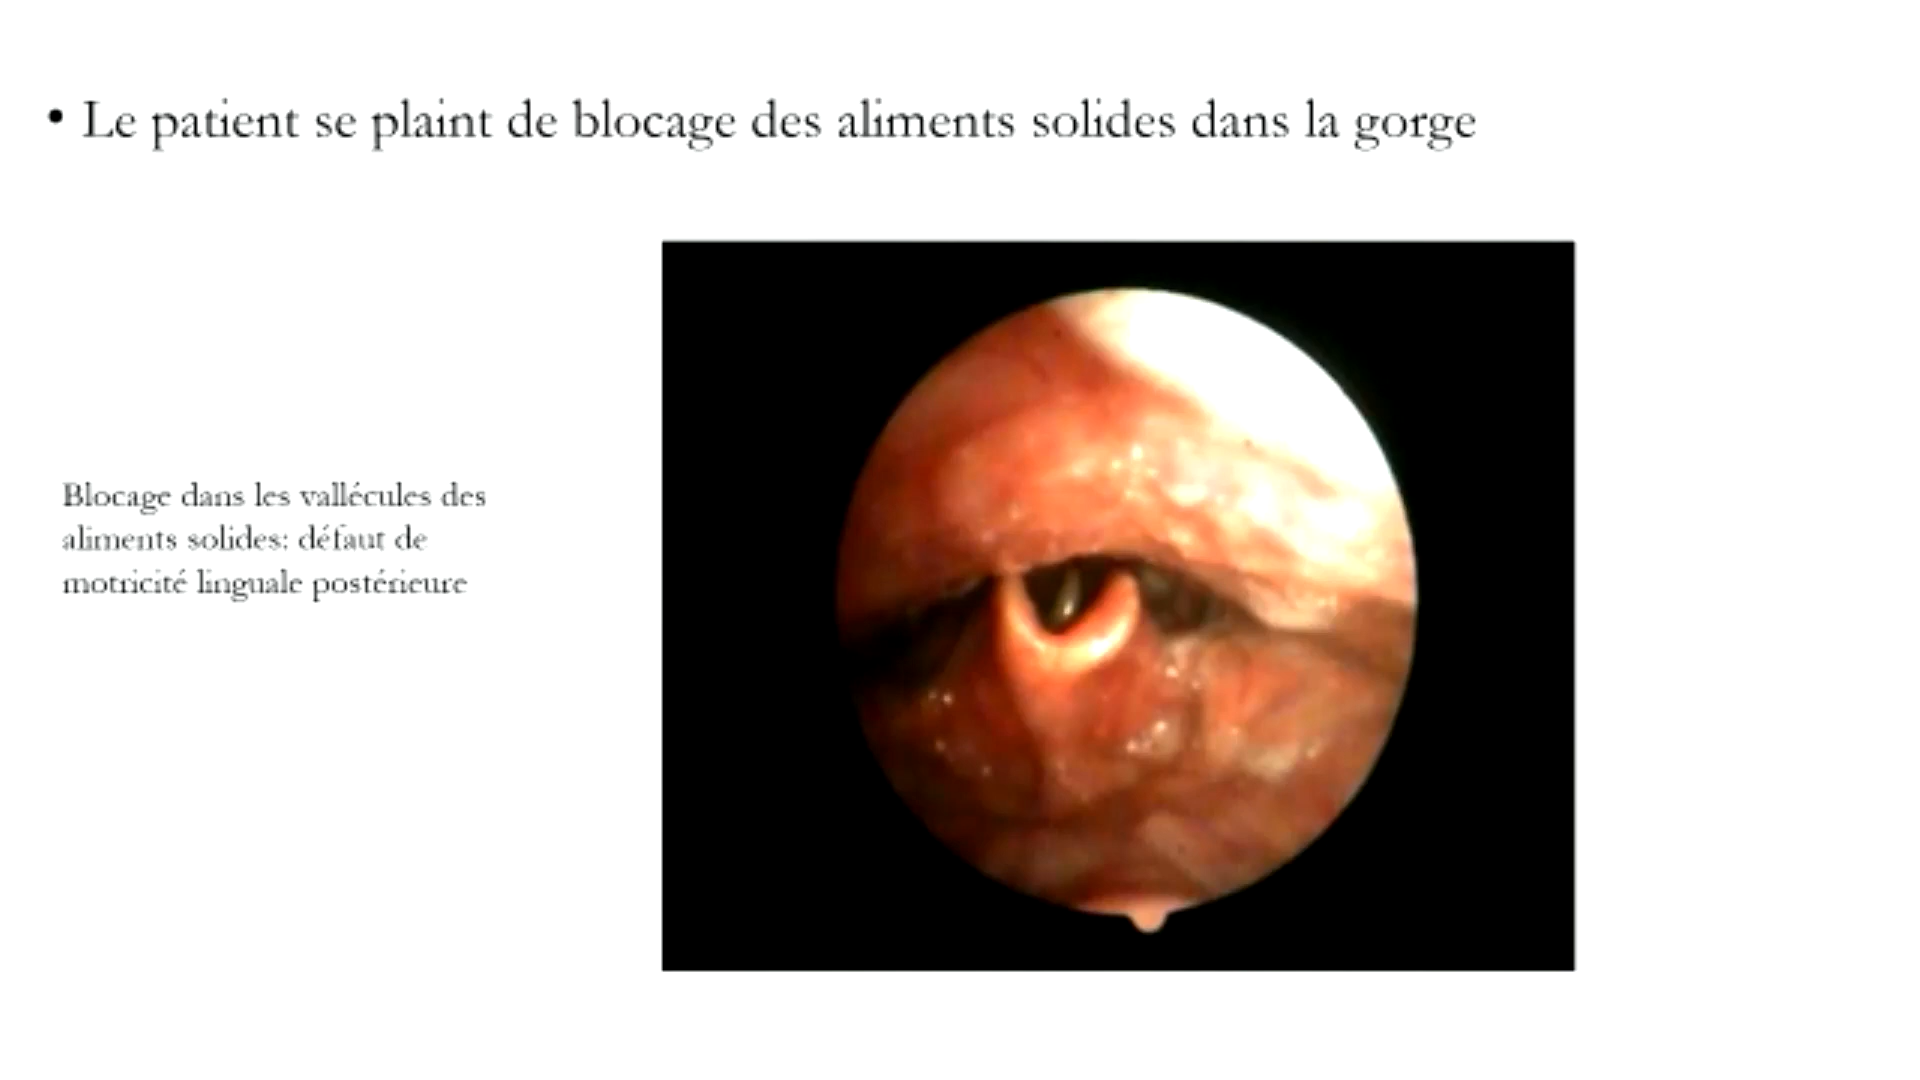 • Le patient se plaint de blocage des aliments solides dans la gorge
Blocage dans les vallécules des
aliments solides: défaut de
motricité linguale postérieure